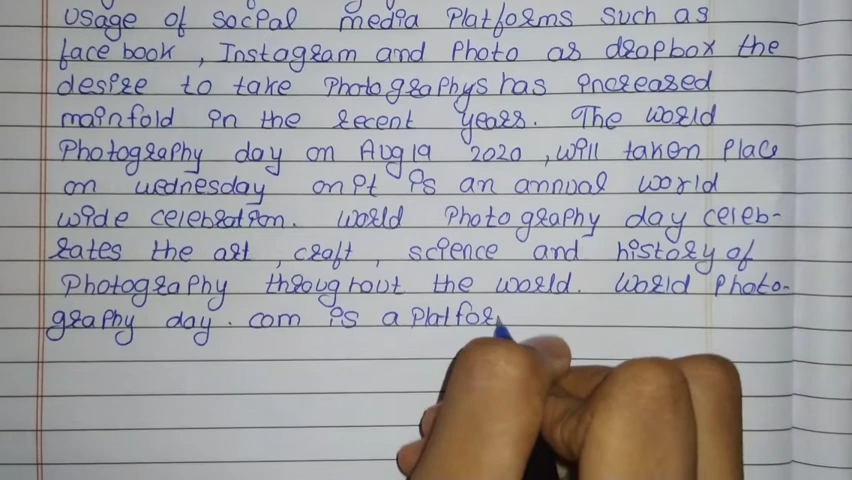 Usage of social media Platforms such as
face book , Instagram and Photo as dropbox the
desire to take Photographys has increased
mainfold in the recent years. The world
Photography day on Aug 19 2020 , will taken Place
on wednesday on it is an annual world
wide celebration. World Photography day celeb-
rates the art , craft , science and history of
Photography throughout the world. World Photo-
graphy day . com is a Platfor